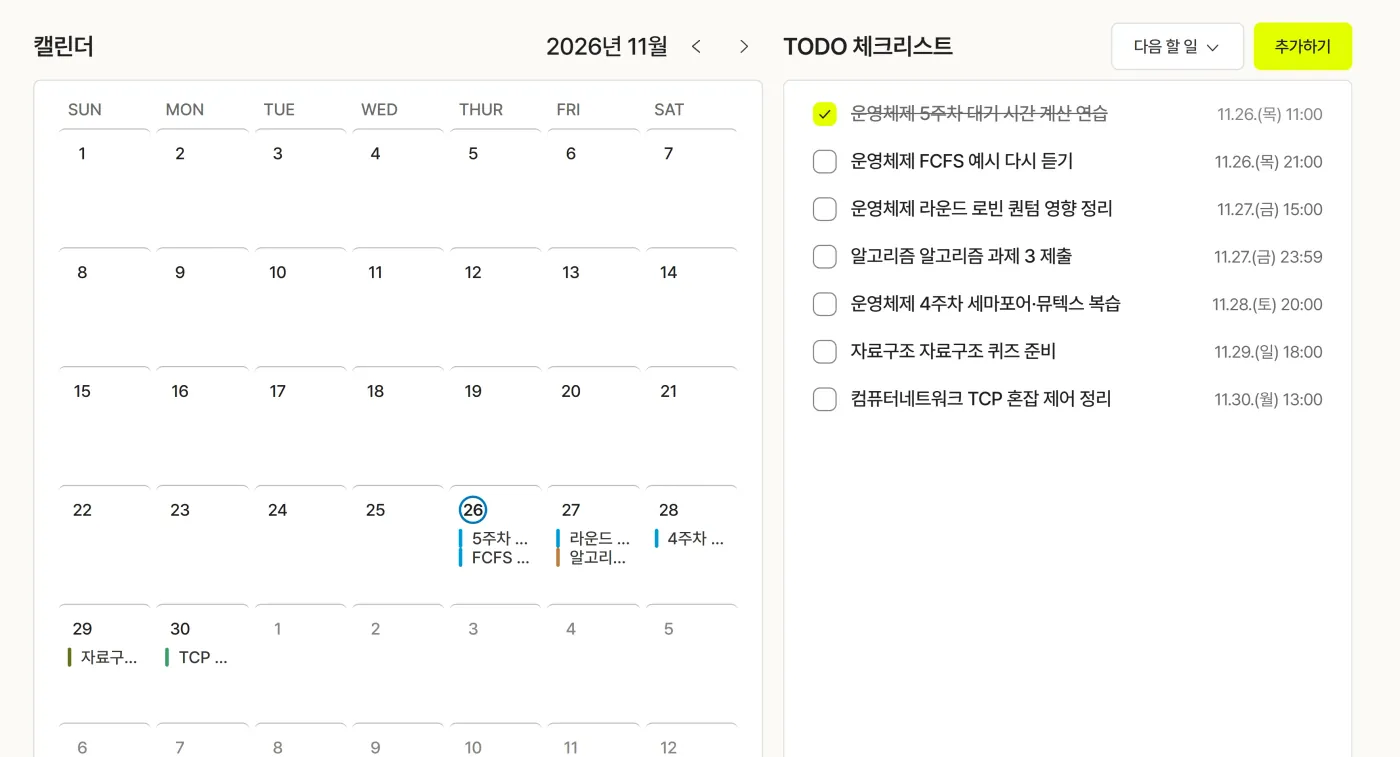 캘린더
2026년 11월
SUN MON TUE WED THUR FRI SAT
1 2 3 4 5 6 7
8 9 10 11 12 13 14
15 16 17 18 19 20 21
22 23 24 25 26 27 28
5주차 ... 라운드 ... 4주차 ...
FCFS ... 알고리...
29 30 1 2 3 4 5
자료구... TCP ...
6 7 8 9 10 11 12
TODO 체크리스트
다음 할 일
추가하기
운영체제 5주차 대기 시간 계산 연습 11.26.(목) 11:00
운영체제 FCFS 예시 다시 듣기 11.26.(목) 21:00
운영체제 라운드 로빈 퀀텀 영향 정리 11.27.(금) 15:00
알고리즘 알고리즘 과제 3 제출 11.27.(금) 23:59
운영체제 4주차 세마포어·뮤텍스 복습 11.28.(토) 20:00
자료구조 자료구조 퀴즈 준비 11.29.(일) 18:00
컴퓨터네트워크 TCP 혼잡 제어 정리 11.30.(월) 13:00